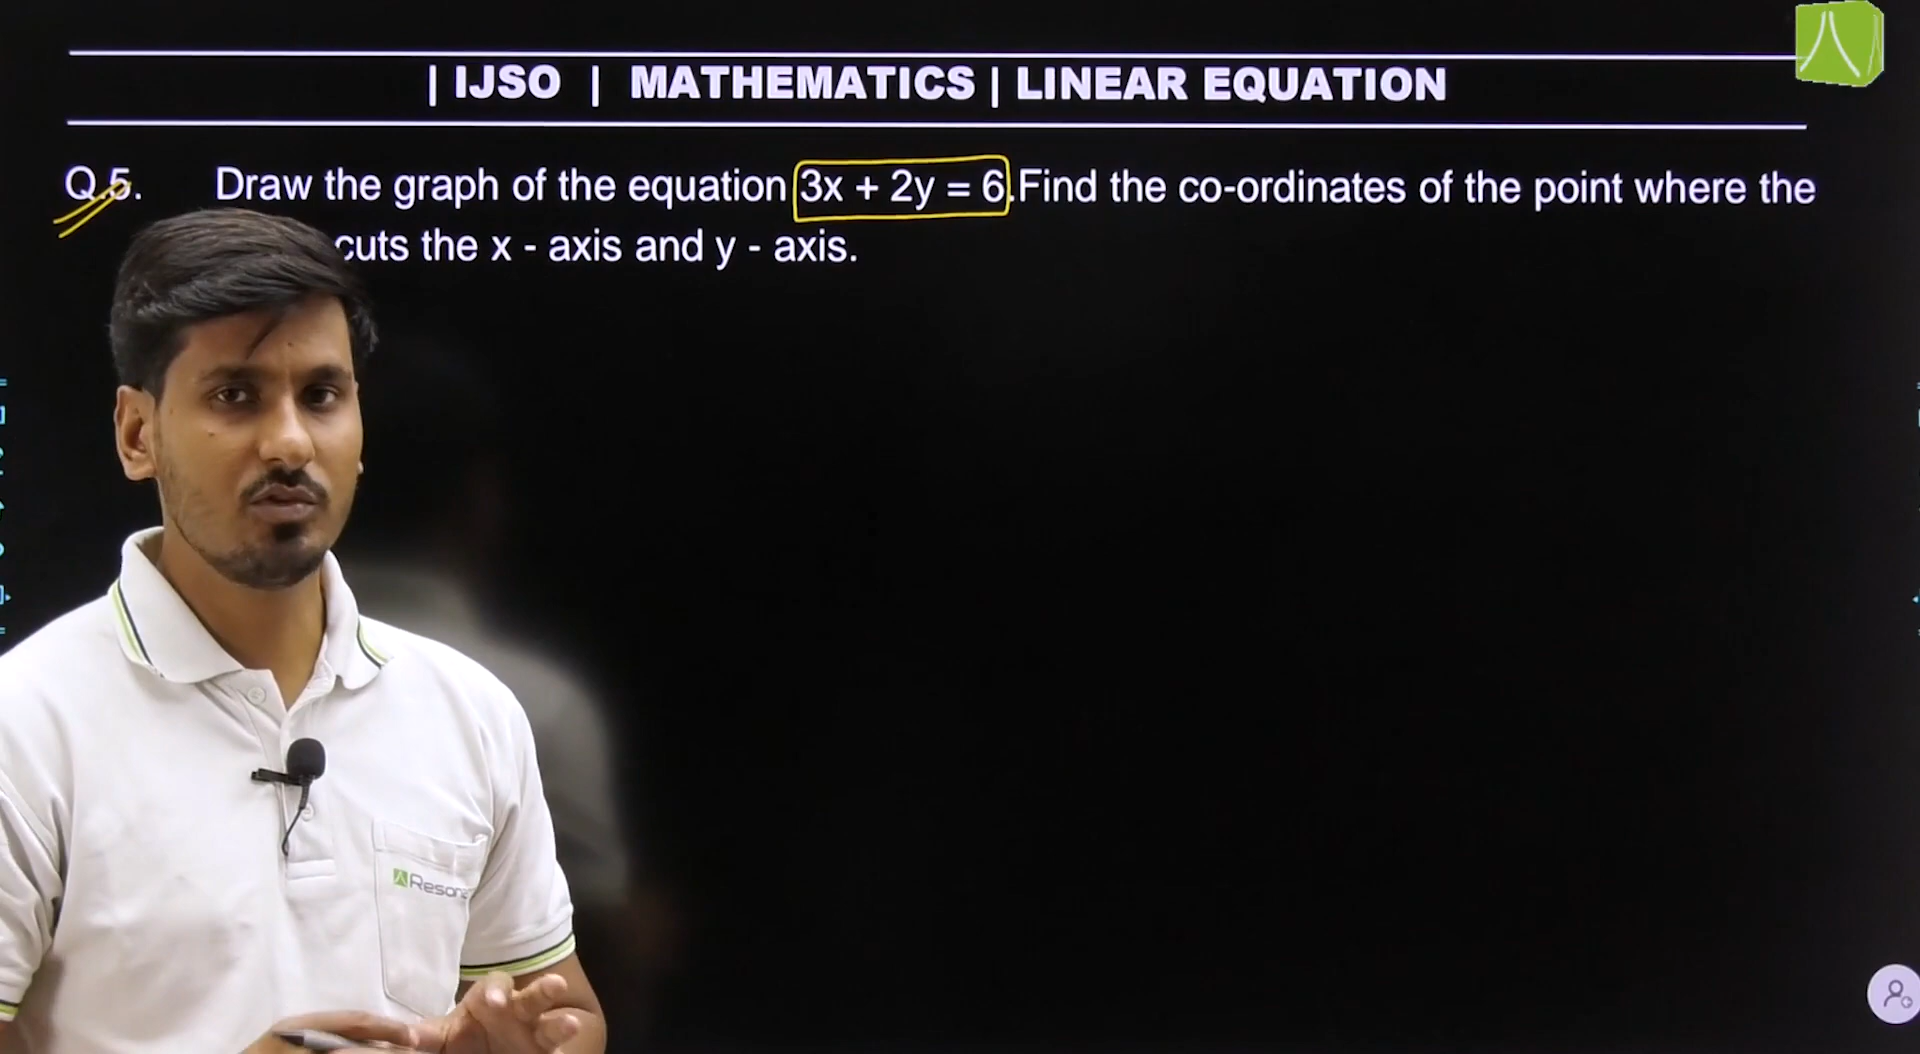 | IJSO | MATHEMATICS | LINEAR EQUATION
Q.5. Draw the graph of the equation 3x + 2y = 6.Find the co-ordinates of the point where the
cuts the x - axis and y - axis.